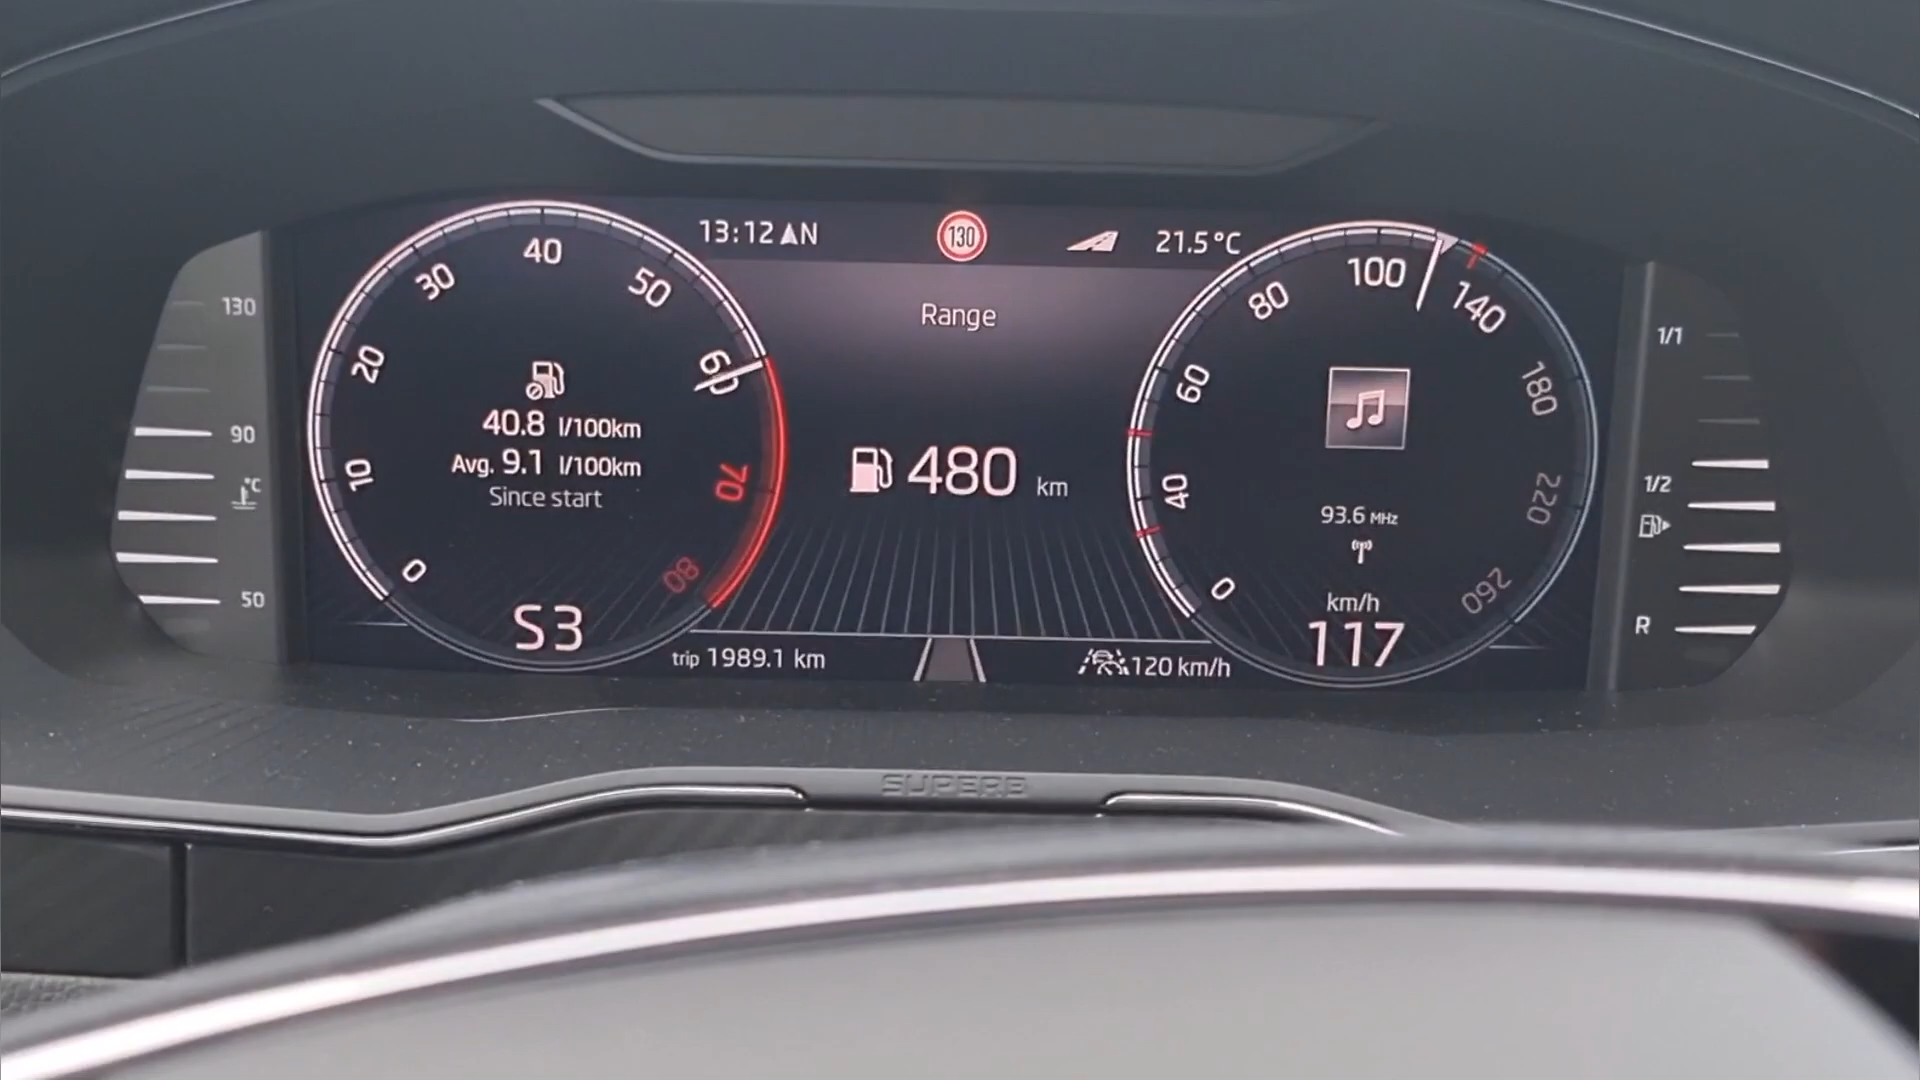 13:12 N
130
21.5°C
Range
130
90
°C
50
0
10
20
30
40
50
60
70
80
40.8 l/100km
Avg. 9.1 l/100km
Since start
S3
480 km
trip 1989.1 km
120 km/h
0
40
60
80
100
140
180
220
260
93.6 MHz
km/h
117
1/1
1/2
R
SUPERB